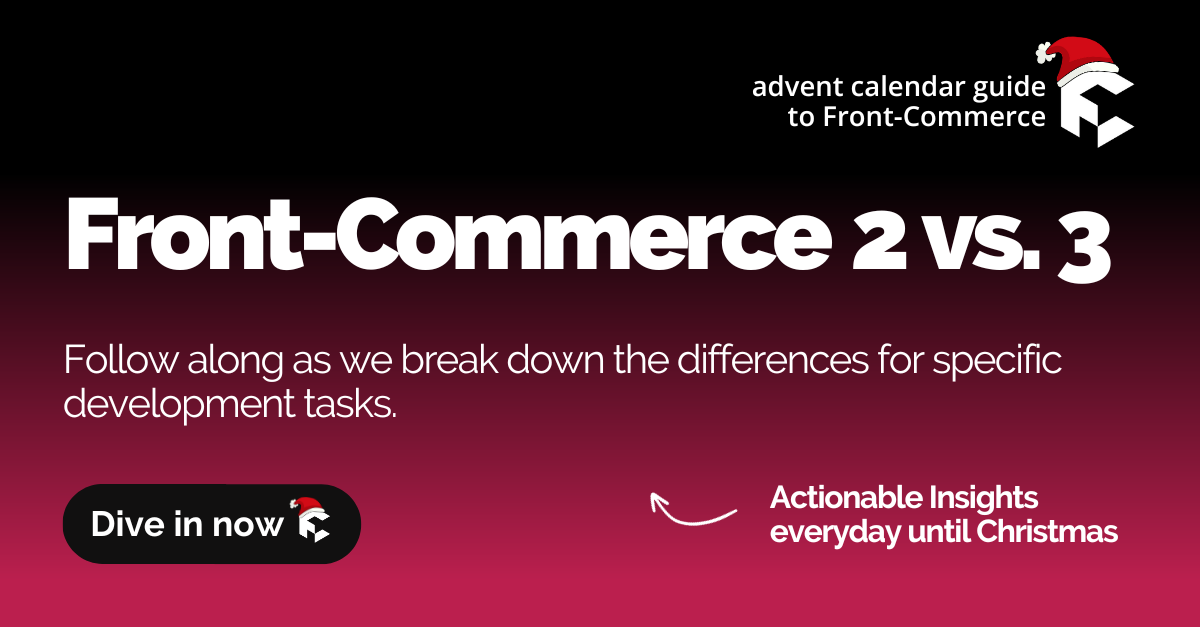 advent calendar guide
to Front-Commerce
Front-Commerce 2 vs. 3
Follow along as we break down the differences for specific
development tasks.
Dive in now
Actionable Insights
everyday until Christmas